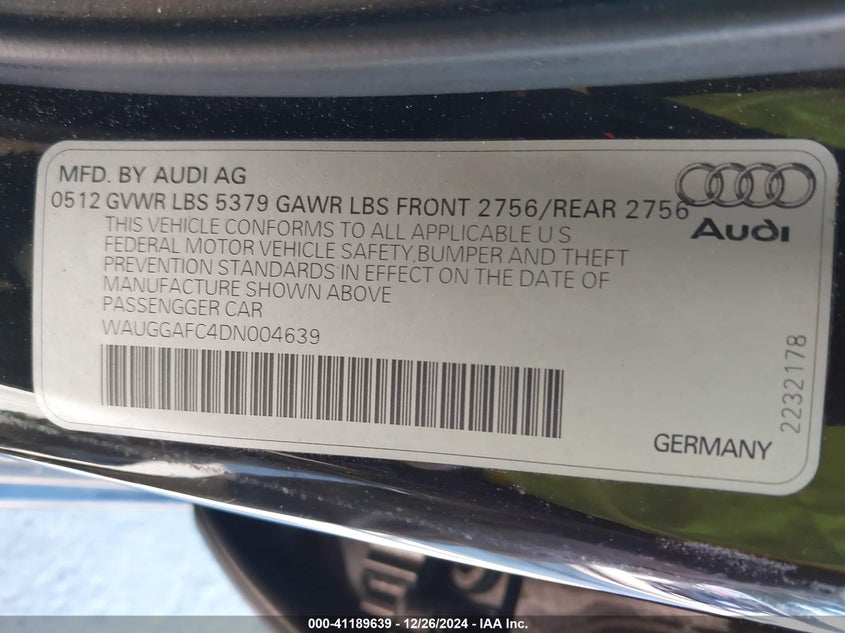 MFD. BY AUDI AG
0512 GVWR LBS 5379 GAWR LBS FRONT 2756/REAR 2756
THIS VEHICLE CONFORMS TO ALL APPLICABLE U.S
FEDERAL MOTOR VEHICLE SAFETY,BUMPER AND THEFT
PREVENTION STANDARDS IN EFFECT ON THE DATE OF
MANUFACTURE SHOWN ABOVE
PASSENGGER CAR
WAUGGAFC4DN004639
Audi
2232178
GERMANY
000-41189639 - 12/26/2024 - IAA Inc.